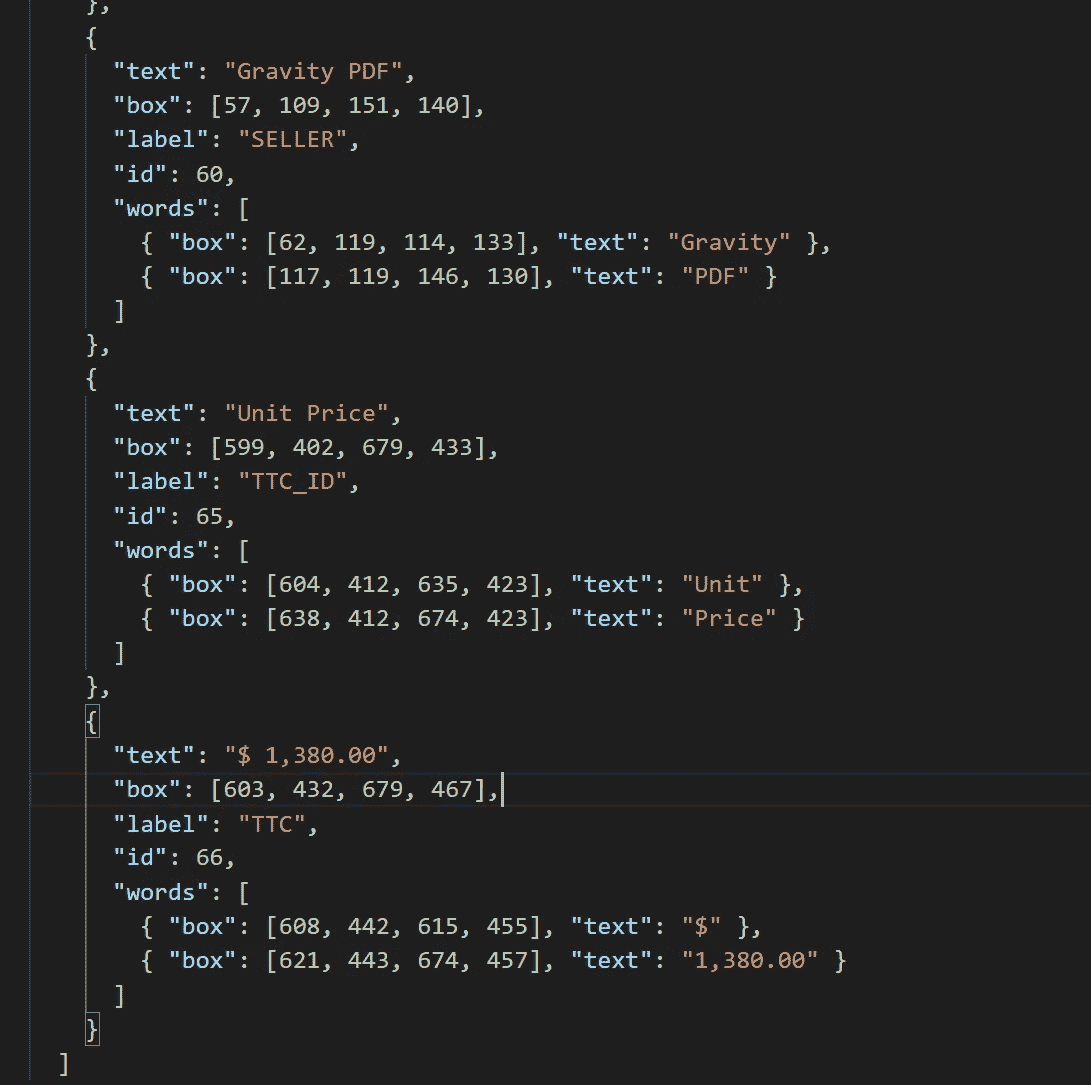 },
{
"text": "Gravity PDF",
"box": [57, 109, 151, 140],
"label": "SELLER",
"id": 60,
"words": [
{ "box": [62, 119, 114, 133], "text": "Gravity" },
{ "box": [117, 119, 146, 130], "text": "PDF" }
]
},
{
"text": "Unit Price",
"box": [599, 402, 679, 433],
"label": "TTC_ID",
"id": 65,
"words": [
{ "box": [604, 412, 635, 423], "text": "Unit" },
{ "box": [638, 412, 674, 423], "text": "Price" }
]
},
{
"text": "$ 1,380.00",
"box": [603, 432, 679, 467],
"label": "TTC",
"id": 66,
"words": [
{ "box": [608, 442, 615, 455], "text": "$" },
{ "box": [621, 443, 674, 457], "text": "1,380.00" }
]
}
]